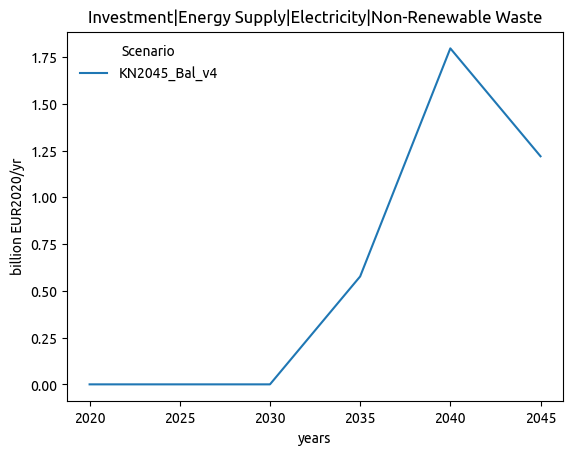 Investment|Energy Supply|Electricity|Non-Renewable Waste
Scenario
KN2045_Bal_v4
billion EUR2020/yr
1.75
1.50
1.25
1.00
0.75
0.50
0.25
0.00
2020 2025 2030 2035 2040 2045
years